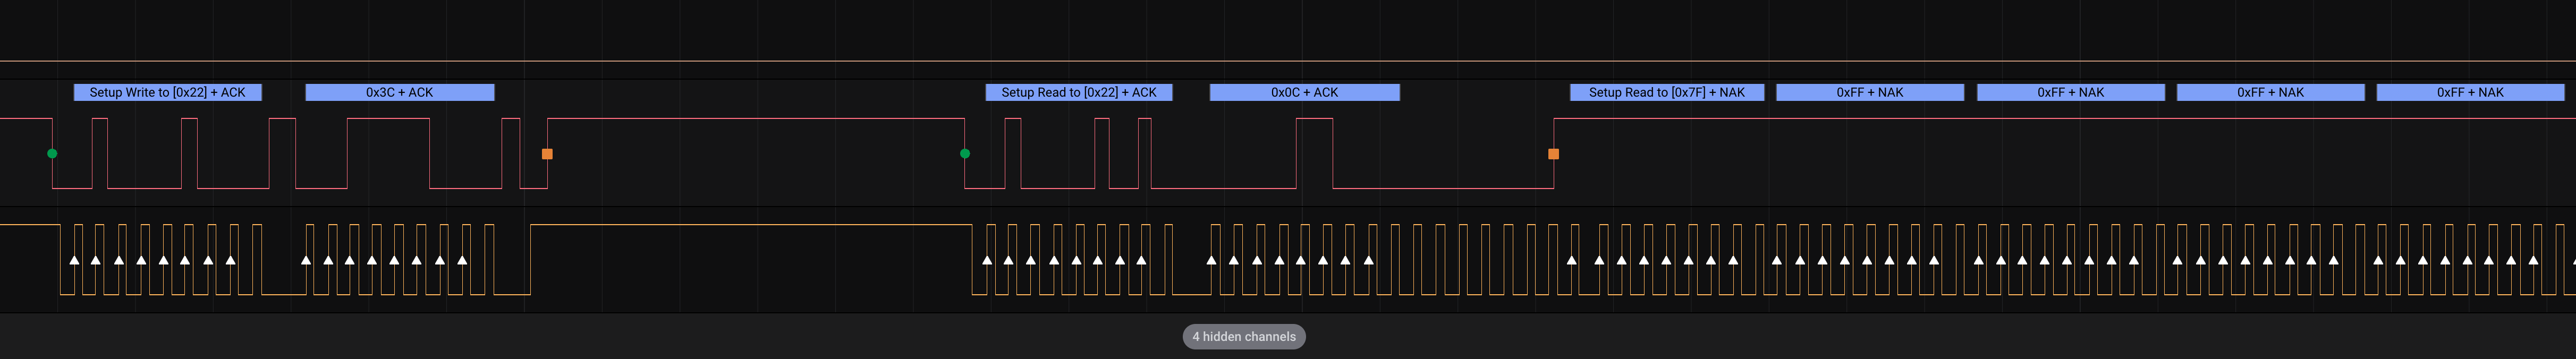 Setup Write to [0x22] + ACK
0x3C + ACK
Setup Read to [0x22] + ACK
0x0C + ACK
Setup Read to [0x7F] + NAK
0xFF + NAK
0xFF + NAK
0xFF + NAK
0xFF + NAK
4 hidden channels